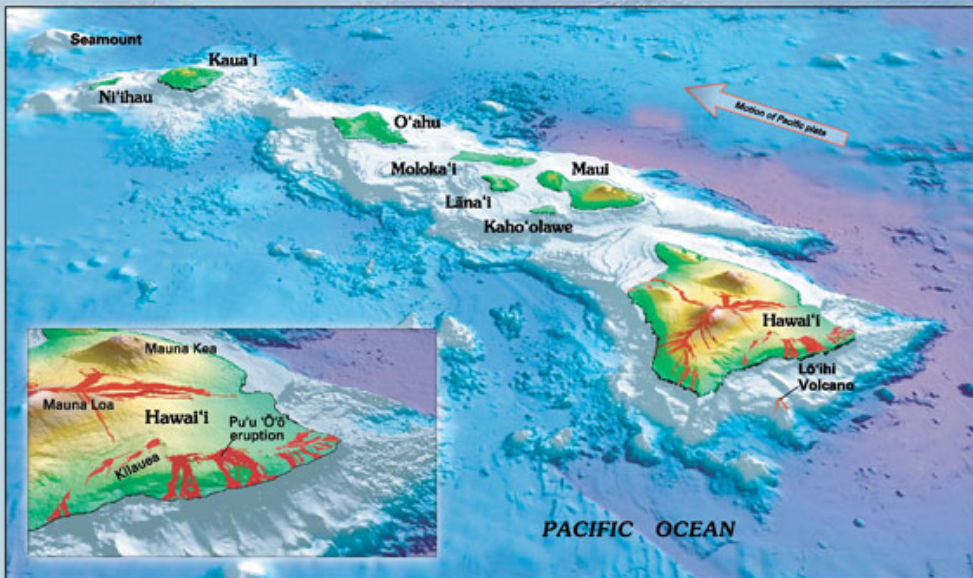 Seamount
Kaua'i
Ni'ihau
O'ahu
Motion of Pacific plate
Moloka'i
Maui
Lāna'i
Kaho'olawe
Hawai'i
Lō'ihi
Volcano
Mauna Kea
Mauna Loa
Hawai'i
Pu'u 'Ō'ō'
eruption
Kīlauea
PACIFIC OCEAN